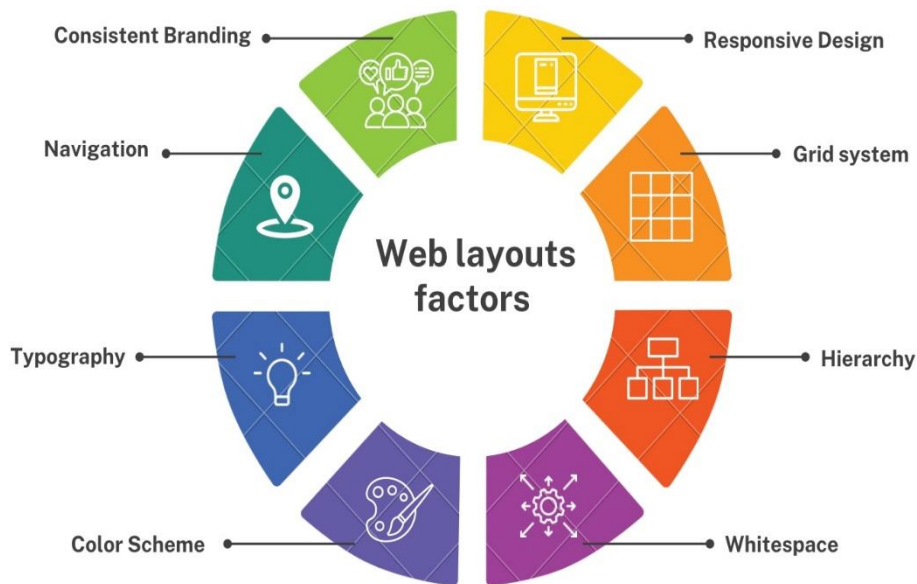 Consistent Branding
Responsive Design
Navigation
Grid system
Web layouts
factors
Typography
Hierarchy
Color Scheme
Whitespace